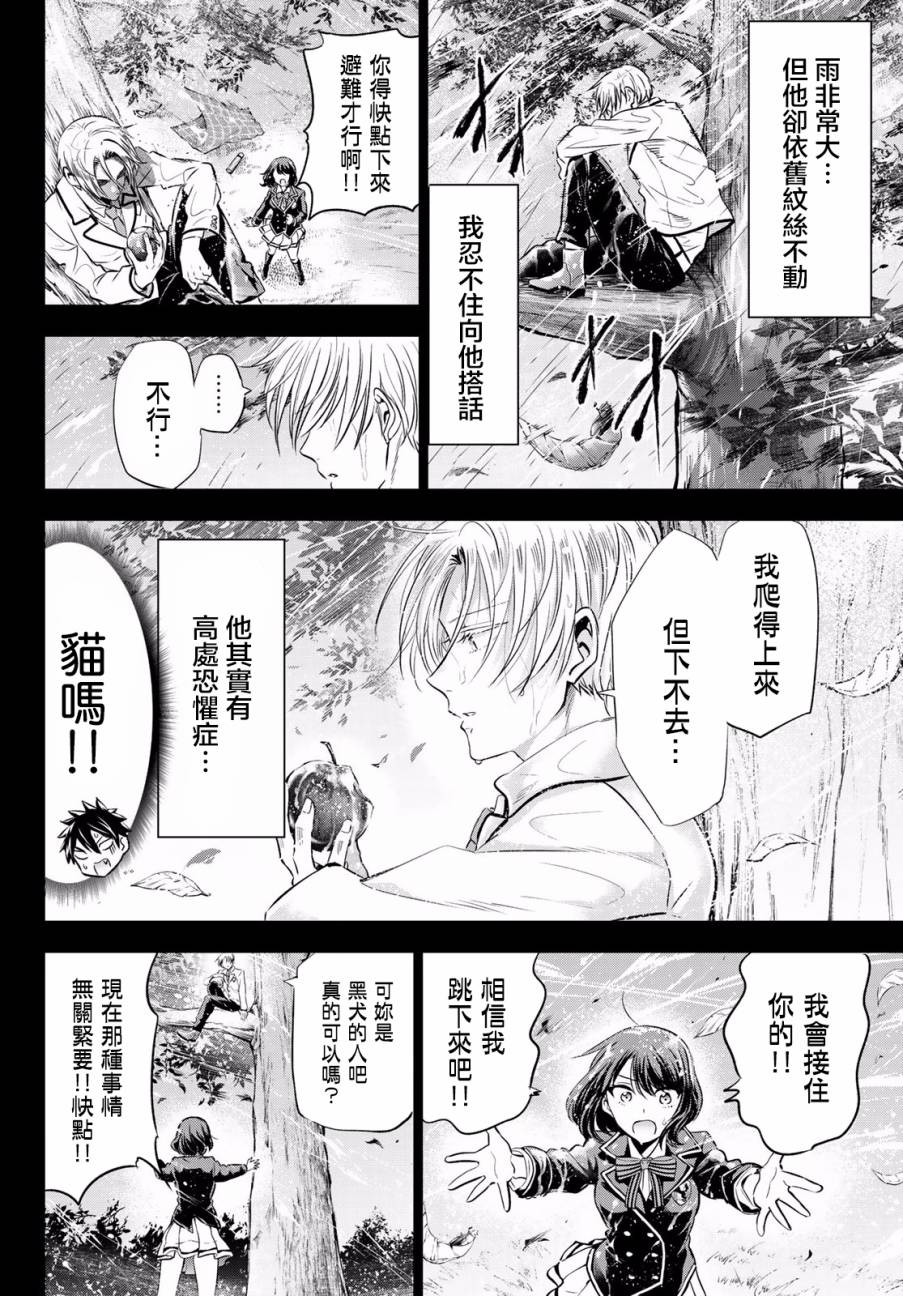 雨非常大…
但他卻依舊紋絲不動
我忍不住向他搭話
你得快點下來
避難才行啊!!
……
不行…
我爬得上來
但下不去…
他其實有
高處恐懼症…
貓嗎!!
我會接住
你的!!
相信我
跳下來吧!!
可妳是
黑犬的人吧
真的可以嗎?
現在那種事情
無關緊要!!快點!!